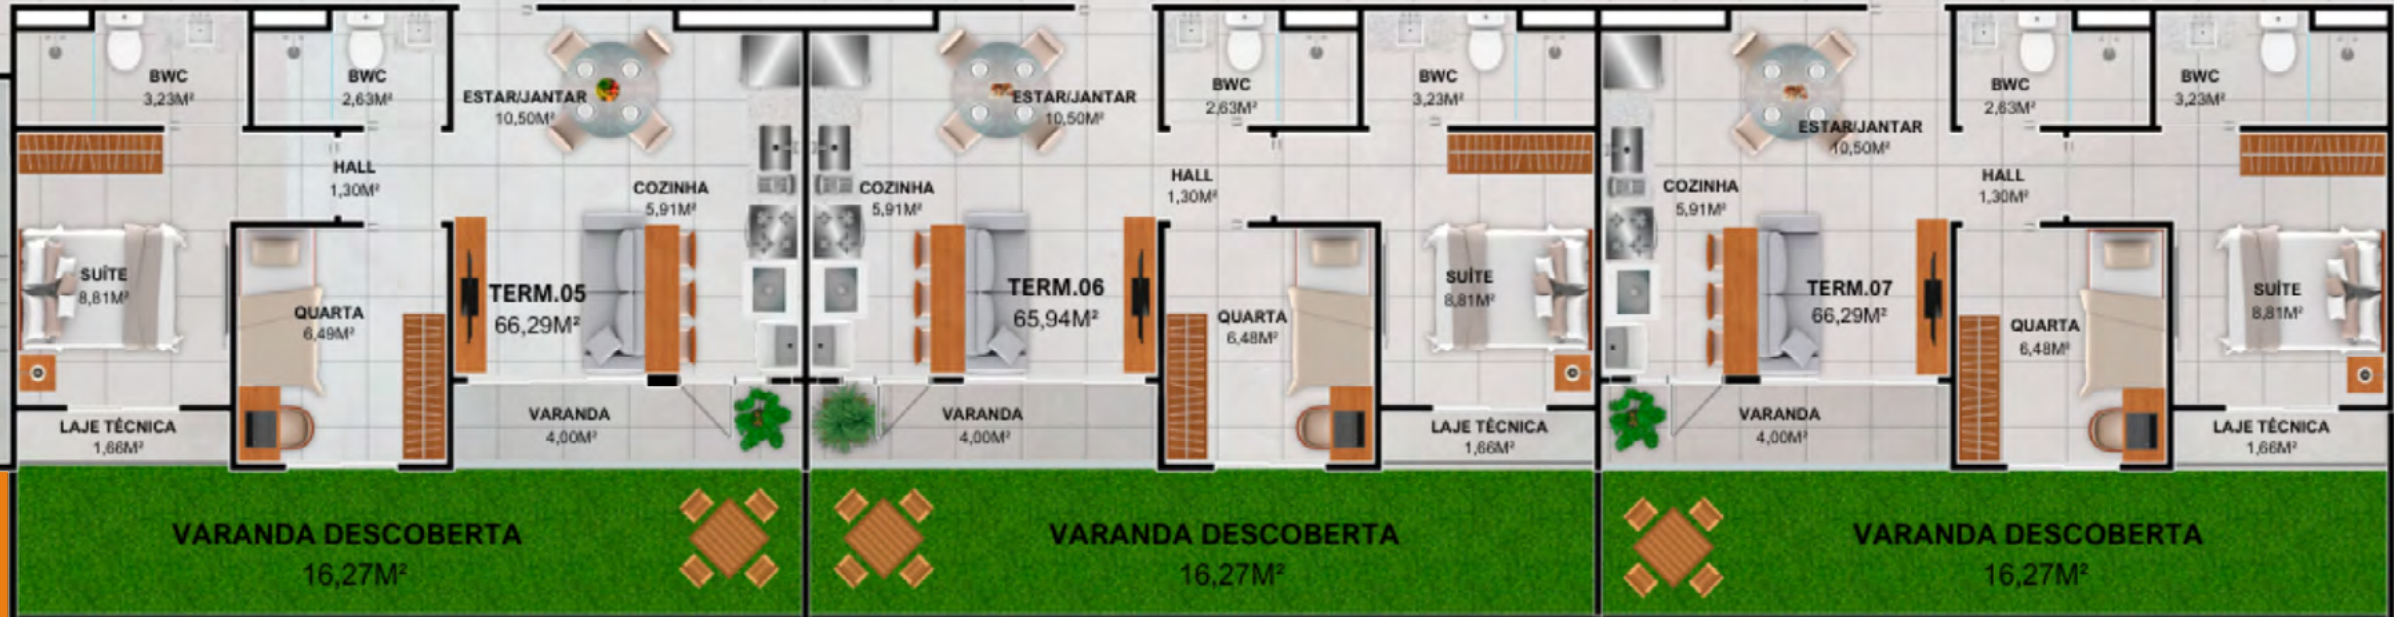 BWC
3,23M²
BWC
2,63M²
ESTAR/JANTAR
10,50M²
HALL
1,30M²
COZINHA
5,91M²
SUÍTE
8,81M²
QUARTA
6,49M²
TERM.05
66,29M²
LAJE TÉCNICA
1,66M²
VARANDA
4,00M²
VARANDA DESCOBERTA
16,27M²
ESTAR/JANTAR
10,50M²
BWC
2,63M²
BWC
3,23M²
COZINHA
5,91M²
HALL
1,30M²
TERM.06
65,94M²
QUARTA
6,48M²
SUÍTE
8,81M²
VARANDA
4,00M²
LAJE TÉCNICA
1,66M²
VARANDA DESCOBERTA
16,27M²
ESTAR/JANTAR
10,50M²
BWC
2,63M²
BWC
3,23M²
COZINHA
5,91M²
HALL
1,30M²
TERM.07
66,29M²
QUARTA
6,48M²
SUÍTE
8,81M²
VARANDA
4,00M²
LAJE TÉCNICA
1,66M²
VARANDA DESCOBERTA
16,27M²